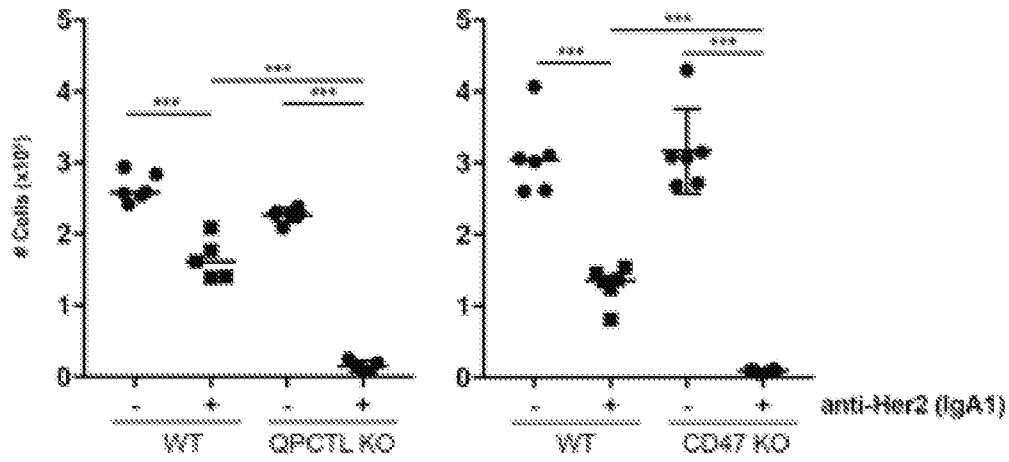 5
4
3
2
1
0
# Cells
*** *** ***
- + - +
WT QPCTL KO
5
4
3
2
1
0
*** *** ***
- + - +
WT CD47 KO
anti-Her2 (IgA1)